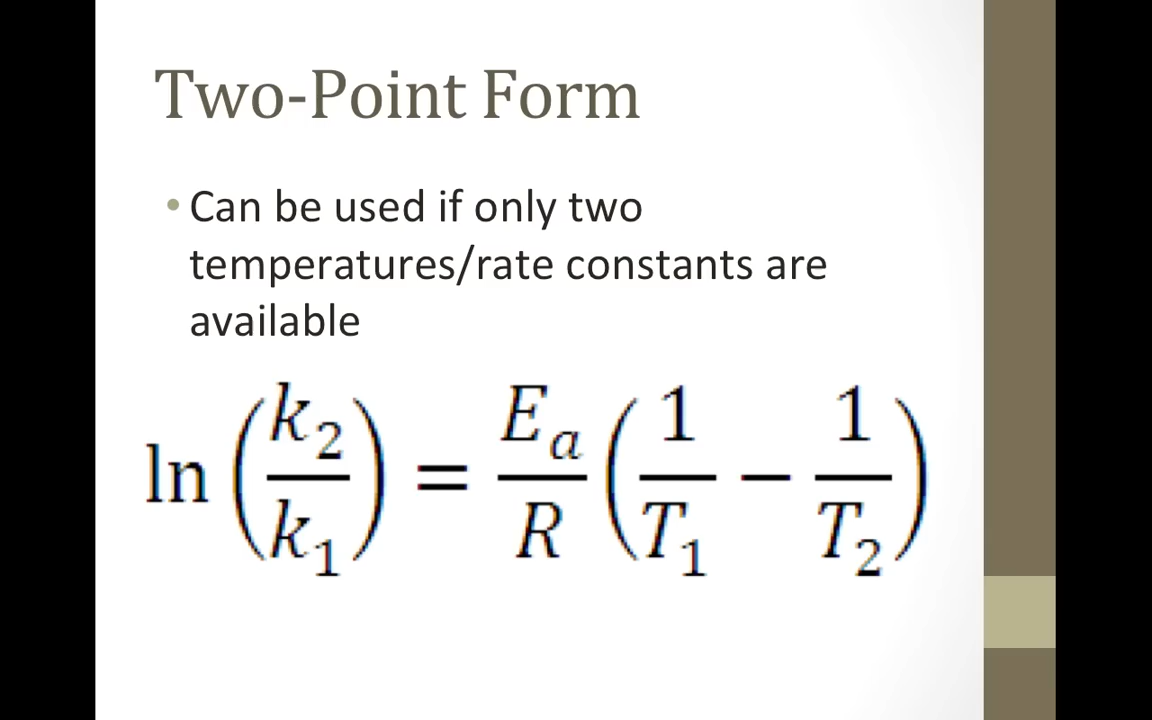 Two-Point Form
• Can be used if only two
temperatures/rate constants are
available
ln(k₂/k₁) = Eₐ/R (1/T₁ − 1/T₂)